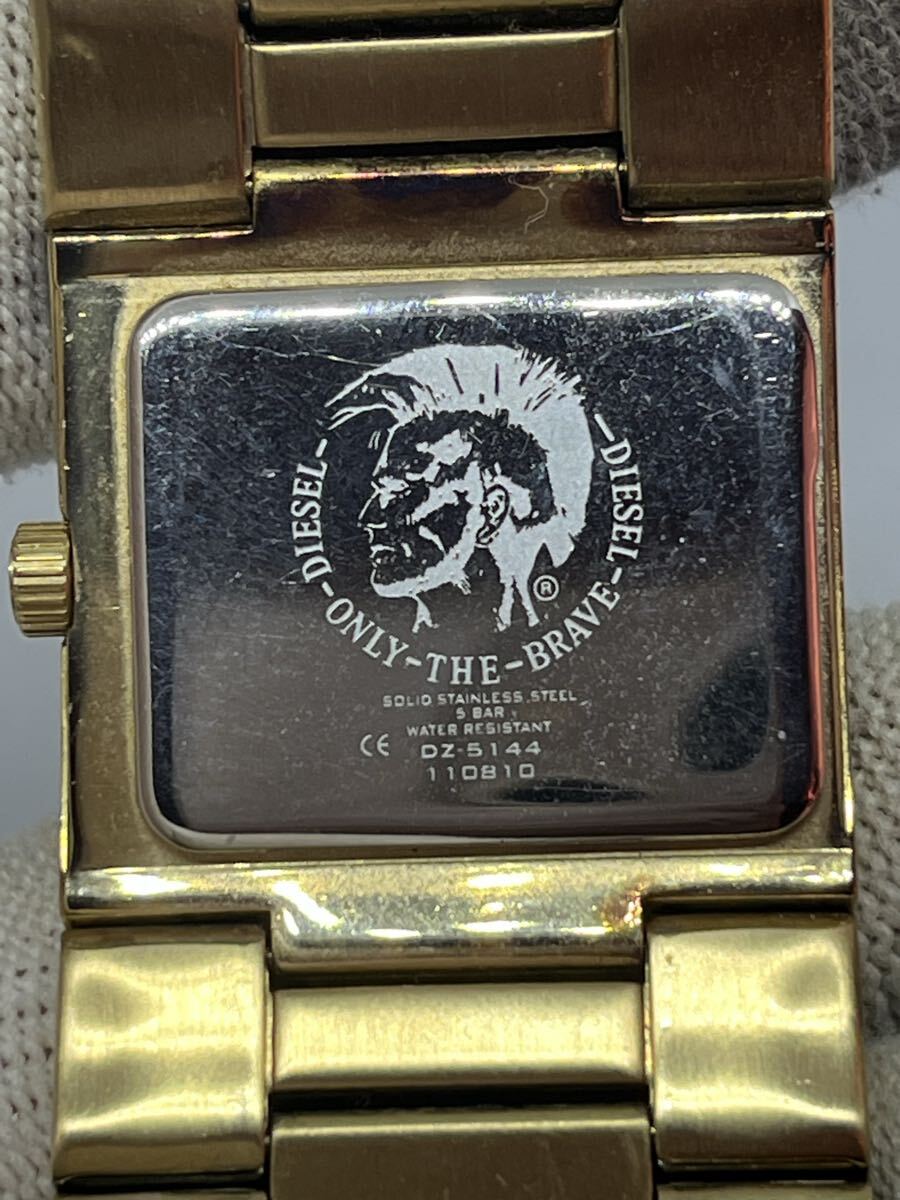 -DIESEL-ONLY-THE-BRAVE-DIESEL-
®
SOLID STAINLESS STEEL
5 BAR
WATER RESISTANT
CE DZ-5144
110810